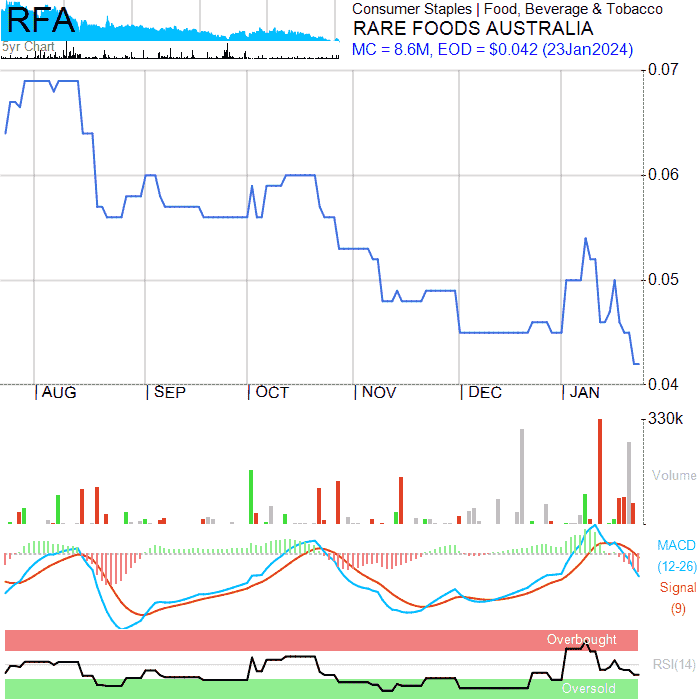 RFA
5yr Chart
Consumer Staples | Food, Beverage & Tobacco
RARE FOODS AUSTRALIA
MC = 8.6M, EOD = $0.042 (23Jan2024)
0.07
0.06
0.05
0.04
AUG
SEP
OCT
NOV
DEC
JAN
330k
Volume
MACD
(12-26)
Signal
(9)
Overbought
RSI(14)
Oversold